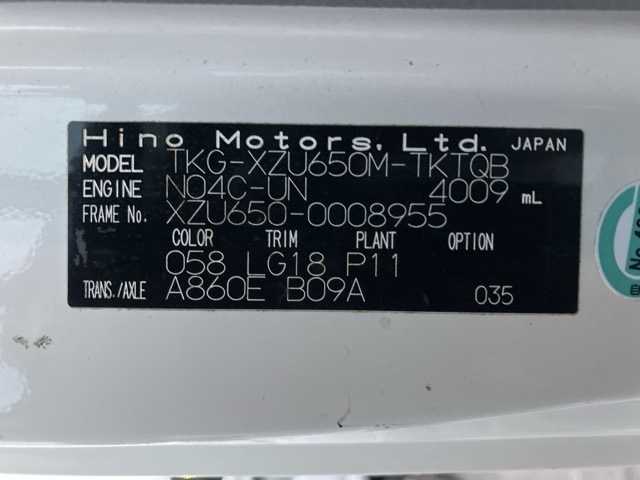 Hino Motors, Ltd. JAPAN
MODEL TKG-XZU650M-TKTQB
ENGINE N04C-UN 4009 mL
FRAME No. XZU650-0008955
COLOR TRIM PLANT OPTION
058 LG18 P11
TRANS./AXLE A860E B09A 035